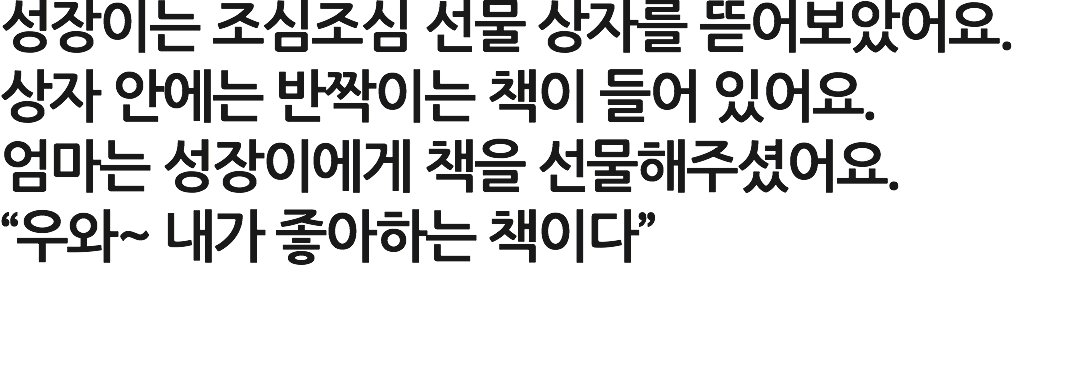 성장이는 조심조심 선물 상자를 뜯어보았어요.
상자 안에는 반짝이는 책이 들어 있어요.
엄마는 성장이에게 책을 선물해주셨어요.
“우와~ 내가 좋아하는 책이다”